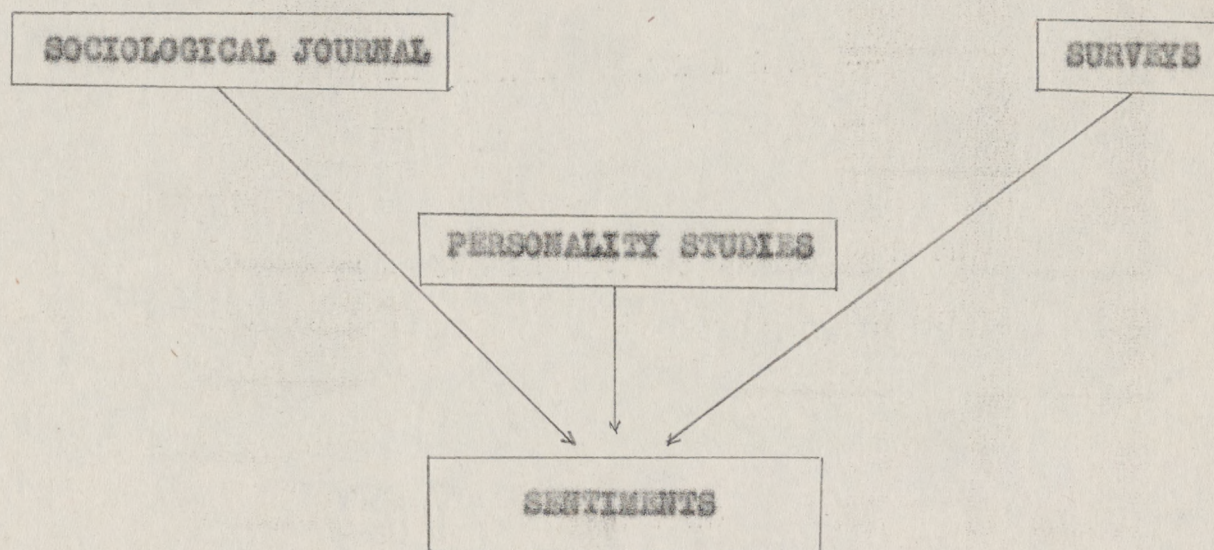 SOCIOLOGICAL JOURNAL
SURVEYS
PERSONALITY STUDIES
SENTIMENTS